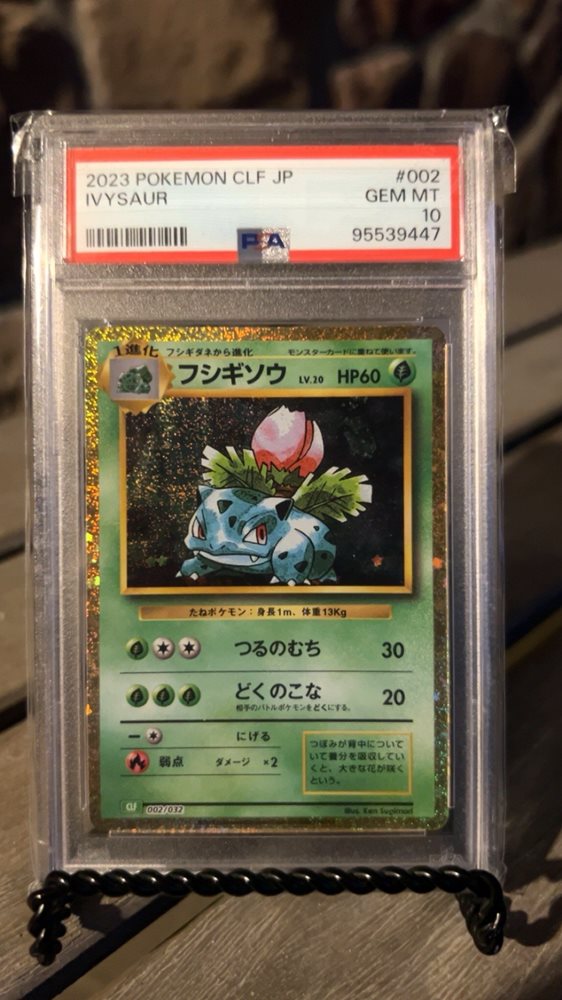 2023 POKEMON CLF JP #002
IVYSAUR GEM MT
10
PSA 95539447
1進化 フシギダネから進化 モンスターカードに重ねて使います。
フシギソウ LV.20 HP60
たねポケモン：身長1m、体重13Kg
つるのむち 30
どくのこな 20
相手のバトルポケモンをどくにする。
ー にげる
弱点 ダメージ ×2
つぼみが背中について
いて養分を吸収してい
くと、大きな花が咲く
という。
CLF 002/032 Illus. Ken Sugimori